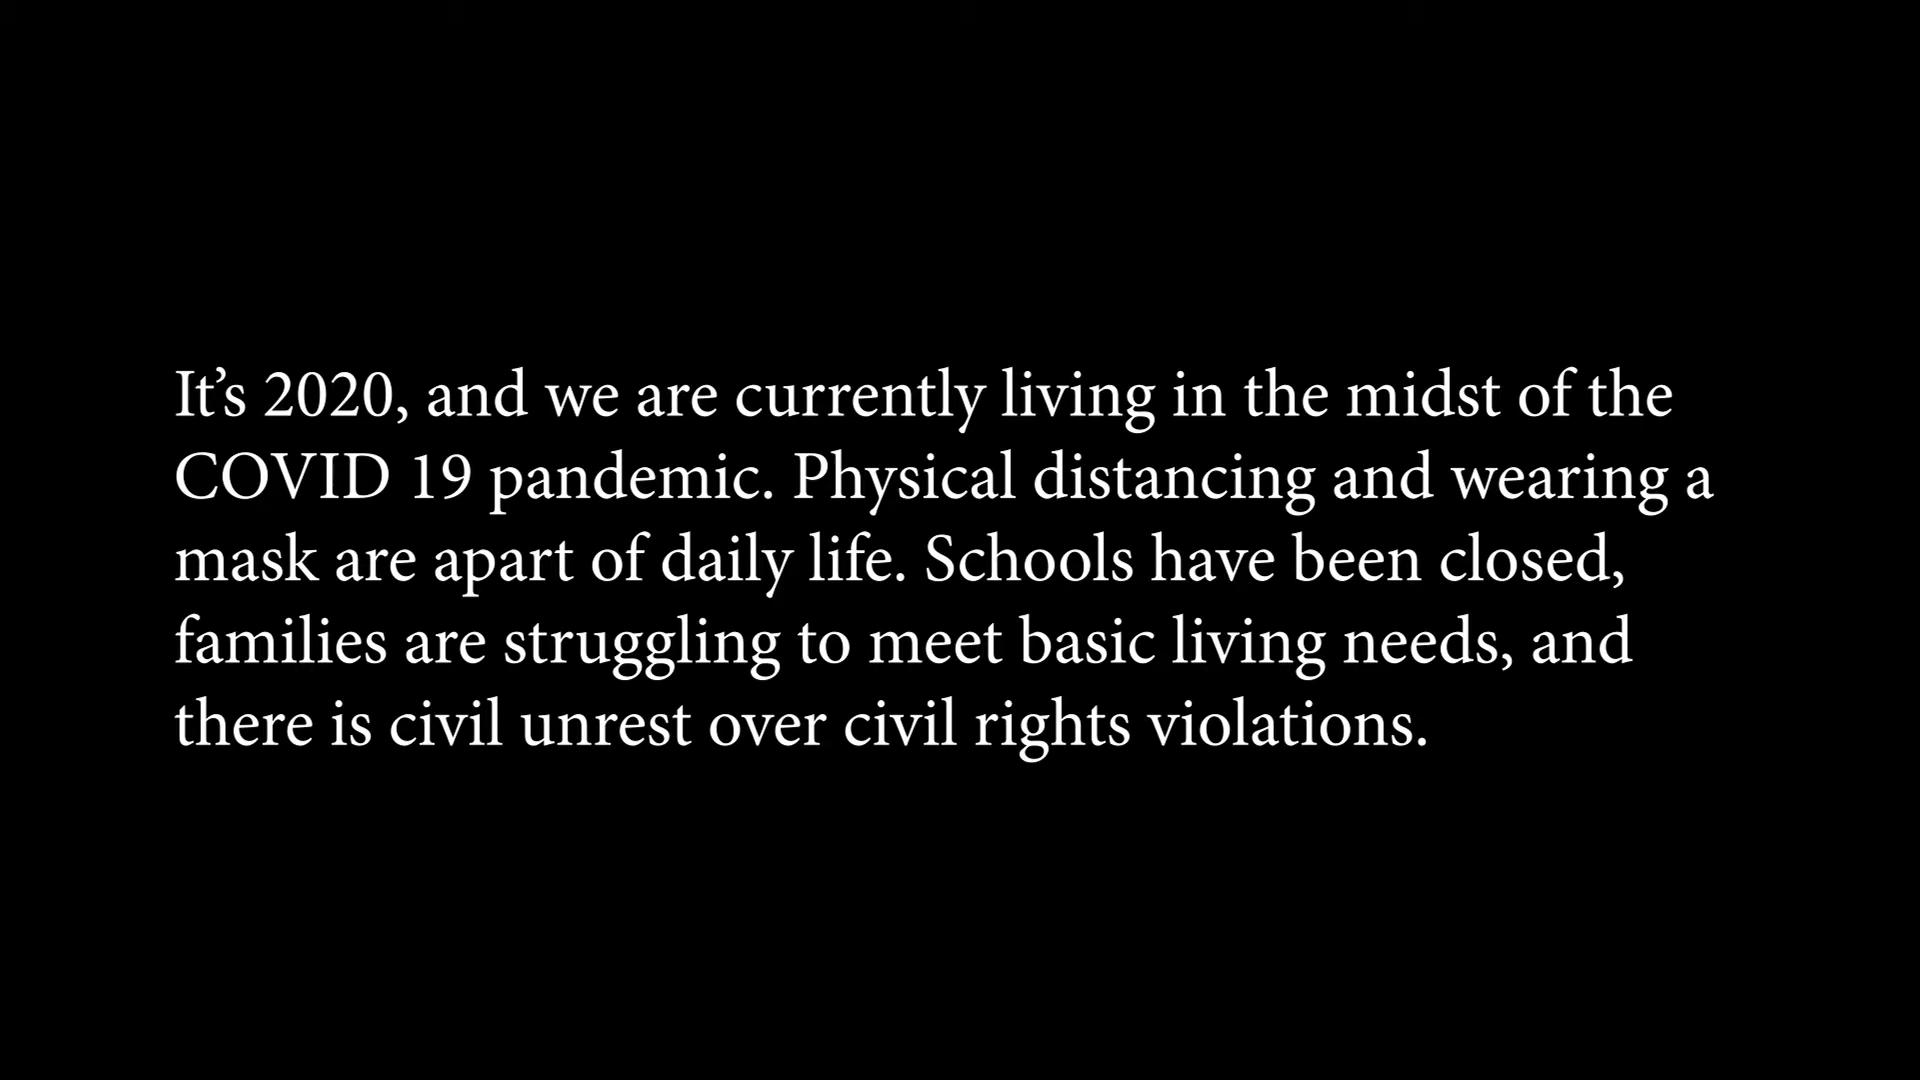 It’s 2020, and we are currently living in the midst of the
COVID 19 pandemic. Physical distancing and wearing a
mask are apart of daily life. Schools have been closed,
families are struggling to meet basic living needs, and
there is civil unrest over civil rights violations.